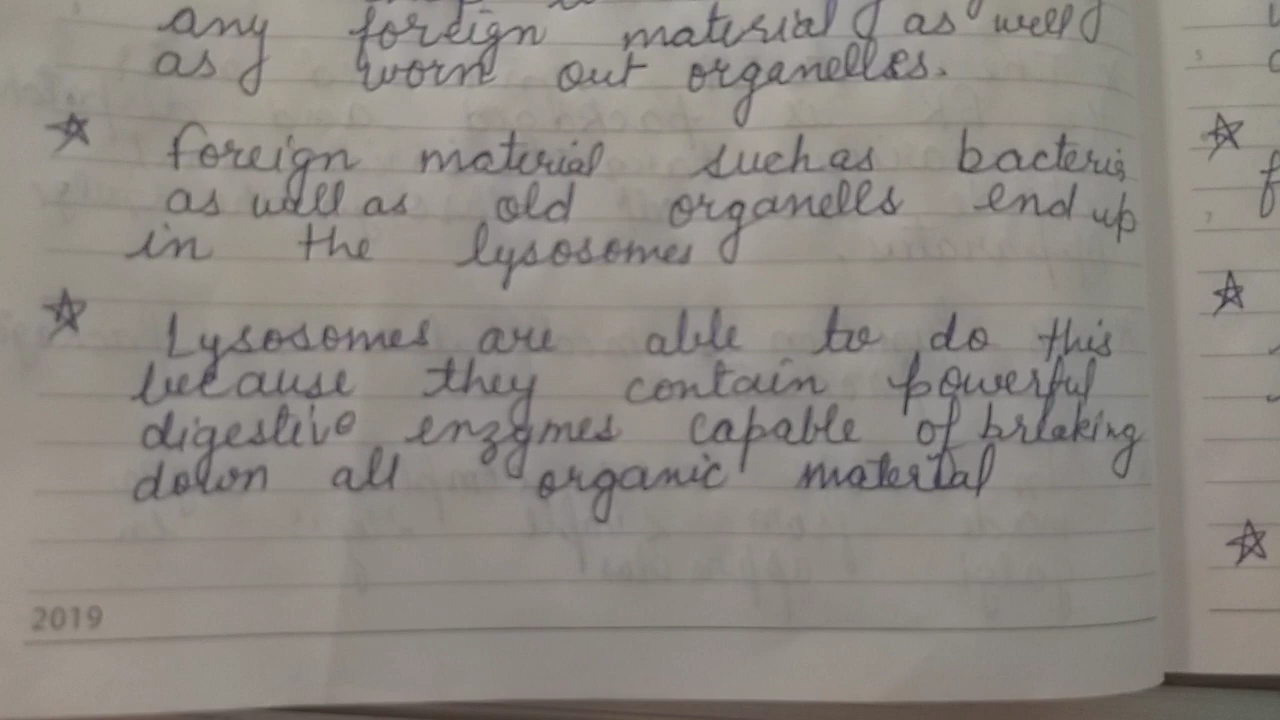 any foreign material as well
as worn out organelles.
☆ foreign material such as bacteria
as well as old organells end up
in the lysosomes
☆ Lysosomes are able to do this
because they contain powerful
digestive enzymes capable of breaking
down all organic material
2019